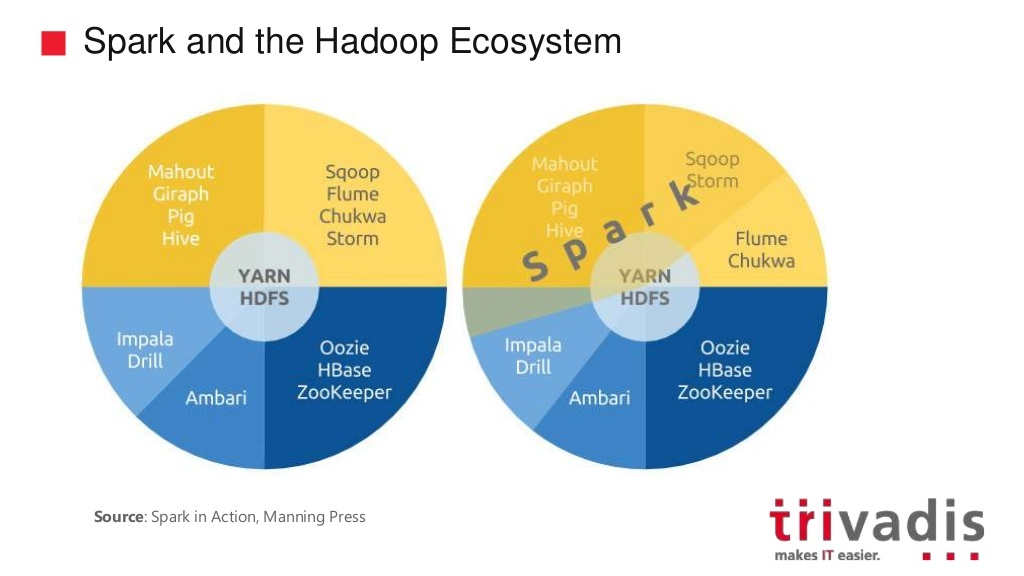 Spark and the Hadoop Ecosystem
Mahout
Giraph
Pig
Hive
Sqoop
Flume
Chukwa
Storm
YARN
HDFS
Impala
Drill
Ambari
Oozie
HBase
ZooKeeper
Mahout
Giraph
Pig
Hive
Sqoop
Storm
Spark
Flume
Chukwa
YARN
HDFS
Impala
Drill
Ambari
Oozie
HBase
ZooKeeper
Source: Spark in Action, Manning Press
trivadis
makes IT easier.